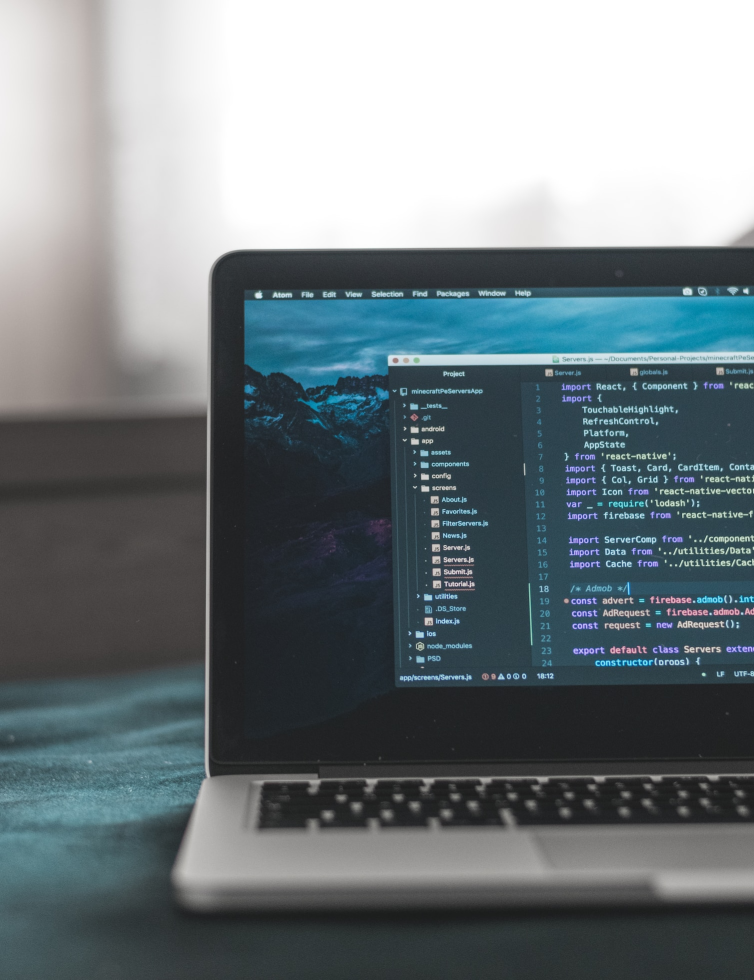 Atom File Edit View Selection Find Packages Window Help
Servers.js — ~/Documents/Personal-Projects/minecraftPeSe
Project
Server.js globals.js Submit.js
minecraftPeServersApp
__tests__
.git
android
app
assets
components
config
screens
About.js
Favorites.js
FilterServers.js
News.js
Server.js
Servers.js
Submit.js
Tutorial.js
utilities
.DS_Store
index.js
ios
node_modules
PSD
1 import React, { Component } from 'reac
2 import {
3 TouchableHighlight,
4 RefreshControl,
5 Platform,
6 AppState
7 } from 'react-native';
8 import { Toast, Card, CardItem, Conta
9 import { Col, Grid } from 'react-nati
10 import Icon from 'react-native-vecto
11 var _ = require('lodash');
12 import firebase from 'react-native-f
13
14 import ServerComp from '../component
15 import Data from '../utilities/Data'
16 import Cache from '../utilities/Cach
17
18 /* Admob */
19 const advert = firebase.admob().int
20 const AdRequest = firebase.admob.Ad
21 const request = new AdRequest();
22
23 export default class Servers exten
24 constructor(props) {
app/screens/Servers.js 9 0 0 18:12 LF UTF-8